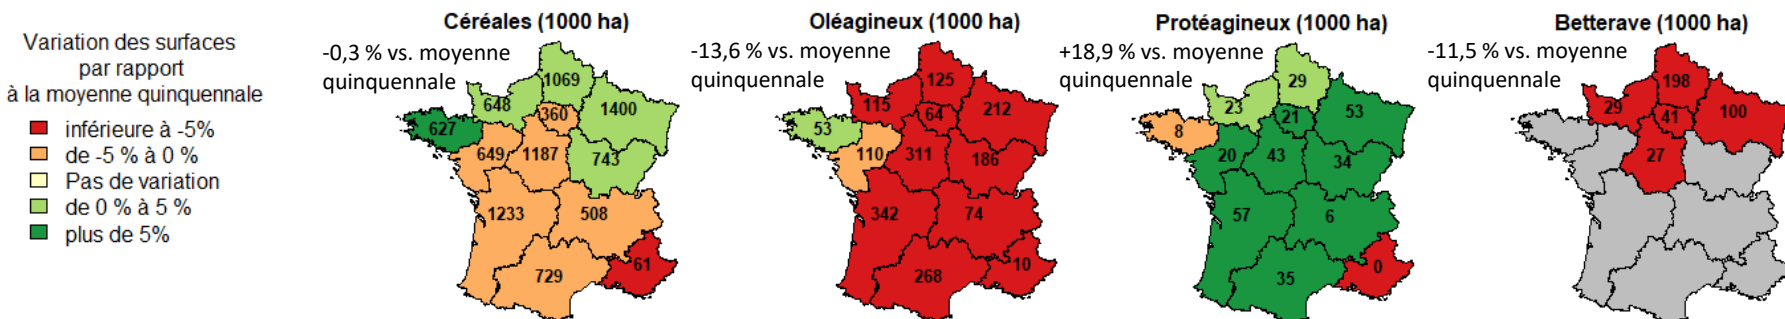 Variation des surfaces
par rapport
à la moyenne quinquennale
inférieure à -5%
de -5 % à 0 %
Pas de variation
de 0 % à 5 %
plus de 5%
Céréales (1000 ha)
-0,3 % vs. moyenne
quinquennale
1069
648
360
1400
627
649
1187
743
1233
508
729
61
Oléagineux (1000 ha)
-13,6 % vs. moyenne
quinquennale
125
115
64
212
53
110
311
186
342
74
268
10
Protéagineux (1000 ha)
+18,9 % vs. moyenne
quinquennale
29
23
21
53
8
20
43
34
57
6
35
0
Betterave (1000 ha)
-11,5 % vs. moyenne
quinquennale
198
29
41
100
27